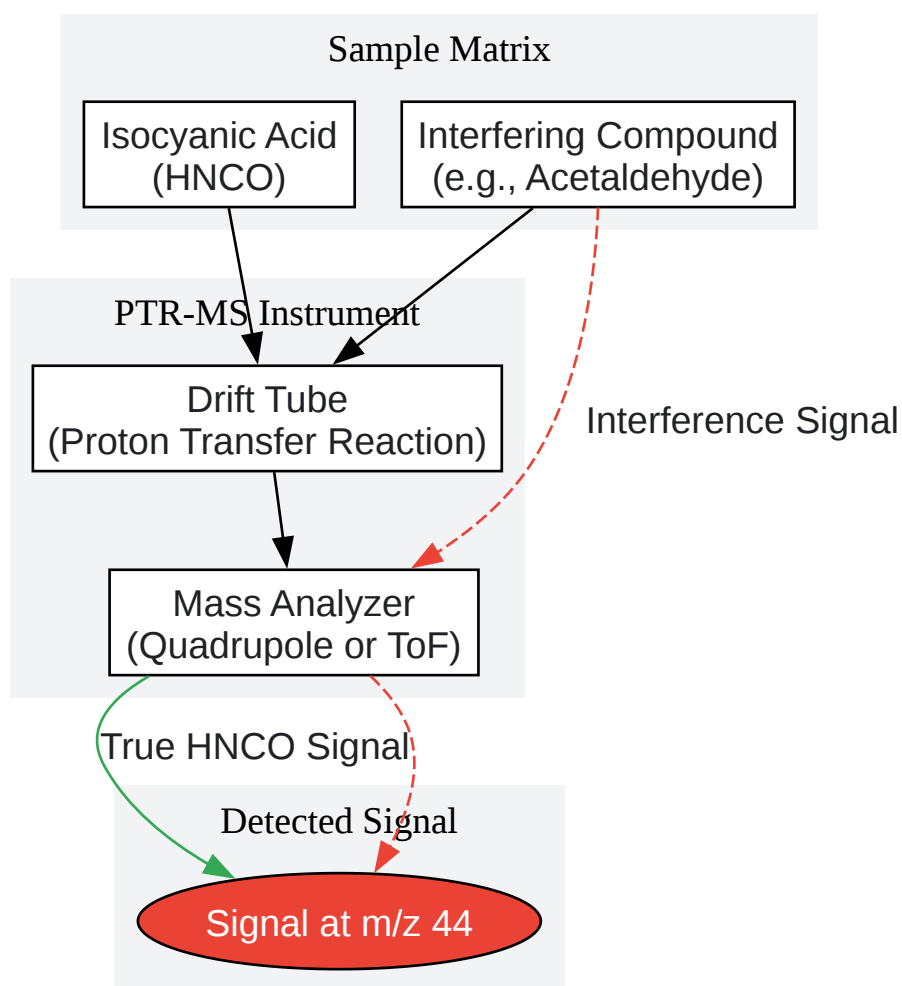 Sample Matrix
Isocyanic Acid
(HNCO)
Interfering Compound
(e.g., Acetaldehyde)
PTR-MS Instrument
Drift Tube
(Proton Transfer Reaction)
Interference Signal
Mass Analyzer
(Quadrupole or ToF)
True HNCO Signal
Detected Signal
Signal at m/z 44